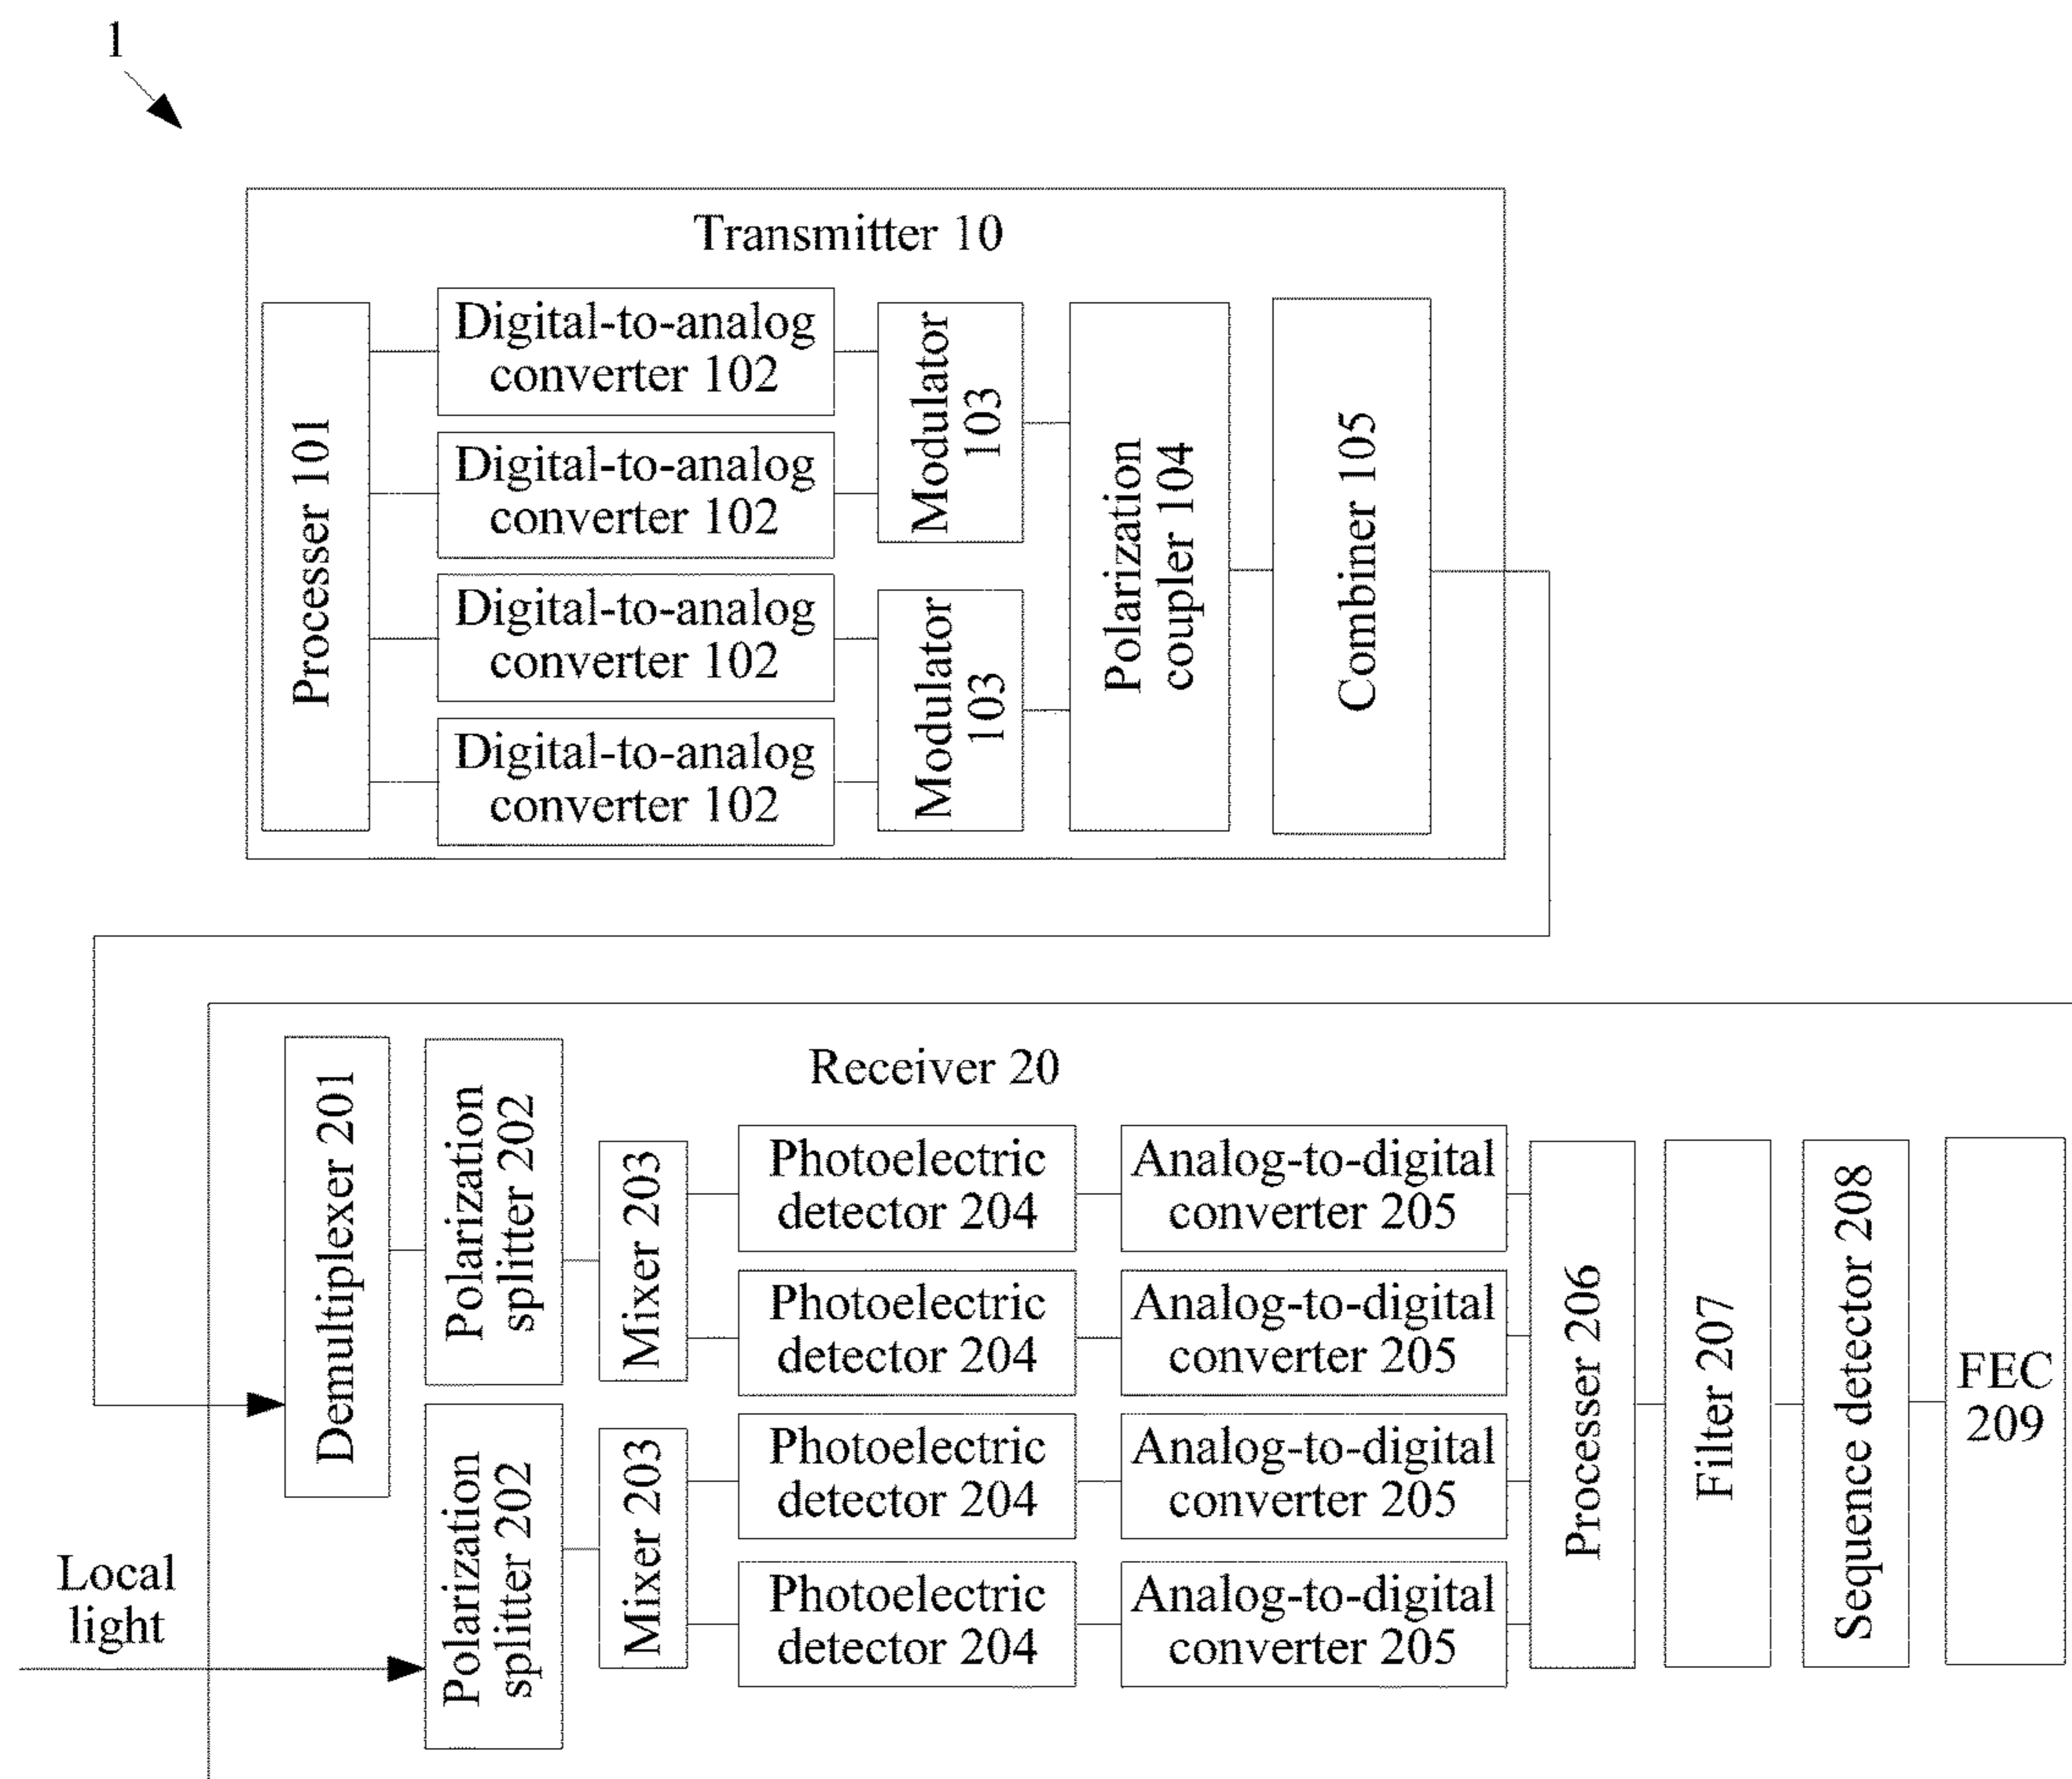 1
Transmitter 10
Processer 101
Digital-to-analog
converter 102
Digital-to-analog
converter 102
Digital-to-analog
converter 102
Digital-to-analog
converter 102
Modulator
103
Modulator
103
Polarization
coupler 104
Combiner 105
Receiver 20
Demultiplexer 201
Polarization
splitter 202
Local
light
Polarization
splitter 202
Mixer 203
Mixer 203
Photoelectric
detector 204
Photoelectric
detector 204
Photoelectric
detector 204
Photoelectric
detector 204
Analog-to-digital
converter 205
Analog-to-digital
converter 205
Analog-to-digital
converter 205
Analog-to-digital
converter 205
Processer 206
Filter 207
Sequence detector 208
FEC
209